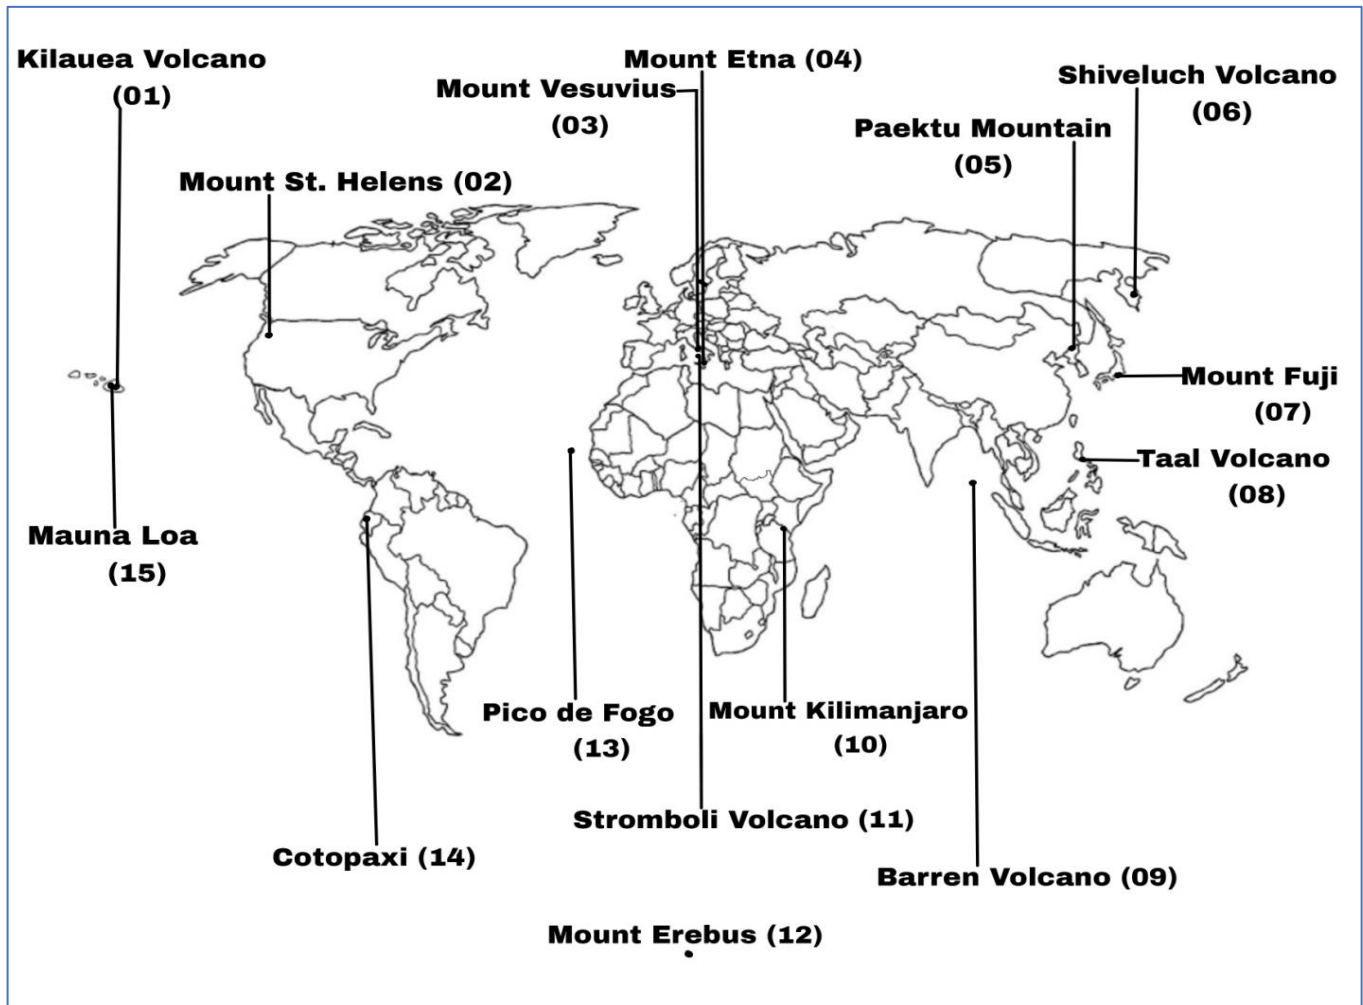 Kilauea Volcano
(01)
Mount Etna (04)
Mount Vesuvius
(03)
Shiveluch Volcano
(06)
Paektu Mountain
(05)
Mount St. Helens (02)
Mount Fuji
(07)
Taal Volcano
(08)
Mauna Loa
(15)
Pico de Fogo
(13)
Mount Kilimanjaro
(10)
Stromboli Volcano (11)
Cotopaxi (14)
Barren Volcano (09)
Mount Erebus (12)